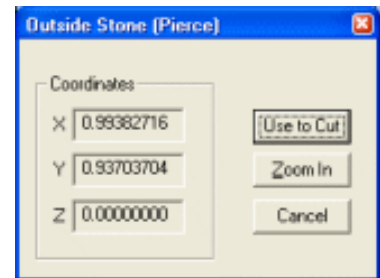 Outside Stone (Pierce)
Coordinates
X 0.99382716
Y 0.93703704
Z 0.00000000
Use to Cut
Zoom In
Cancel